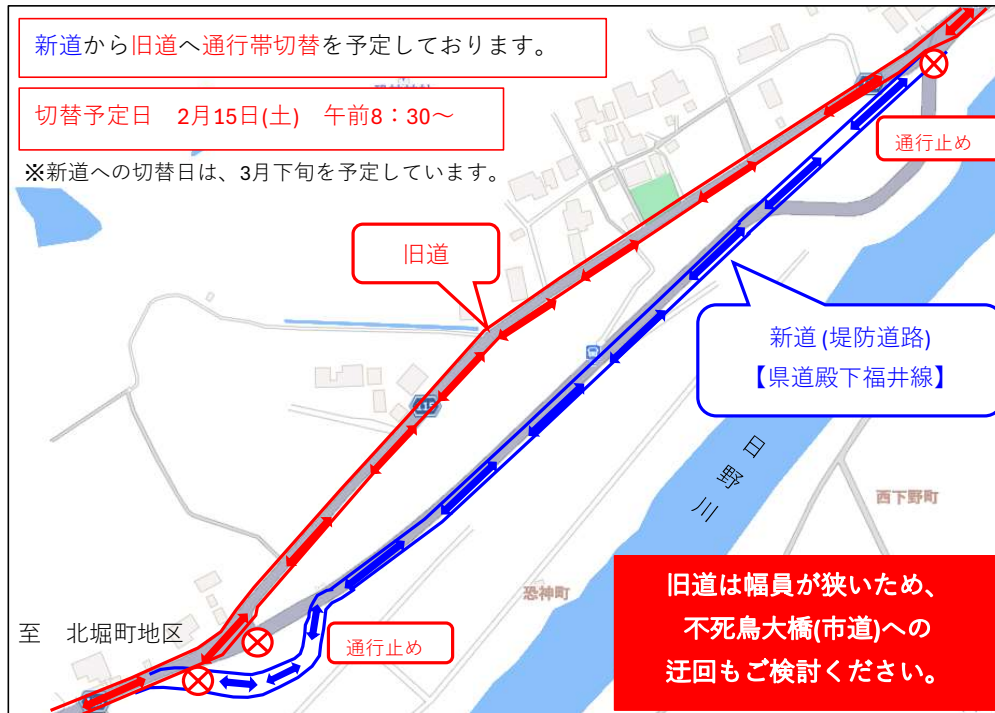 新道から旧道へ通行帯切替を予定しております。
切替予定日　2月15日(土)　午前8：30～
※新道への切替日は、3月下旬を予定しています。
通行止め
旧道
新道(堤防道路)
【県道殿下福井線】
日野川
西下野町
恐神町
至　北堀町地区
通行止め
旧道は幅員が狭いため、
不死鳥大橋(市道)への
迂回もご検討ください。